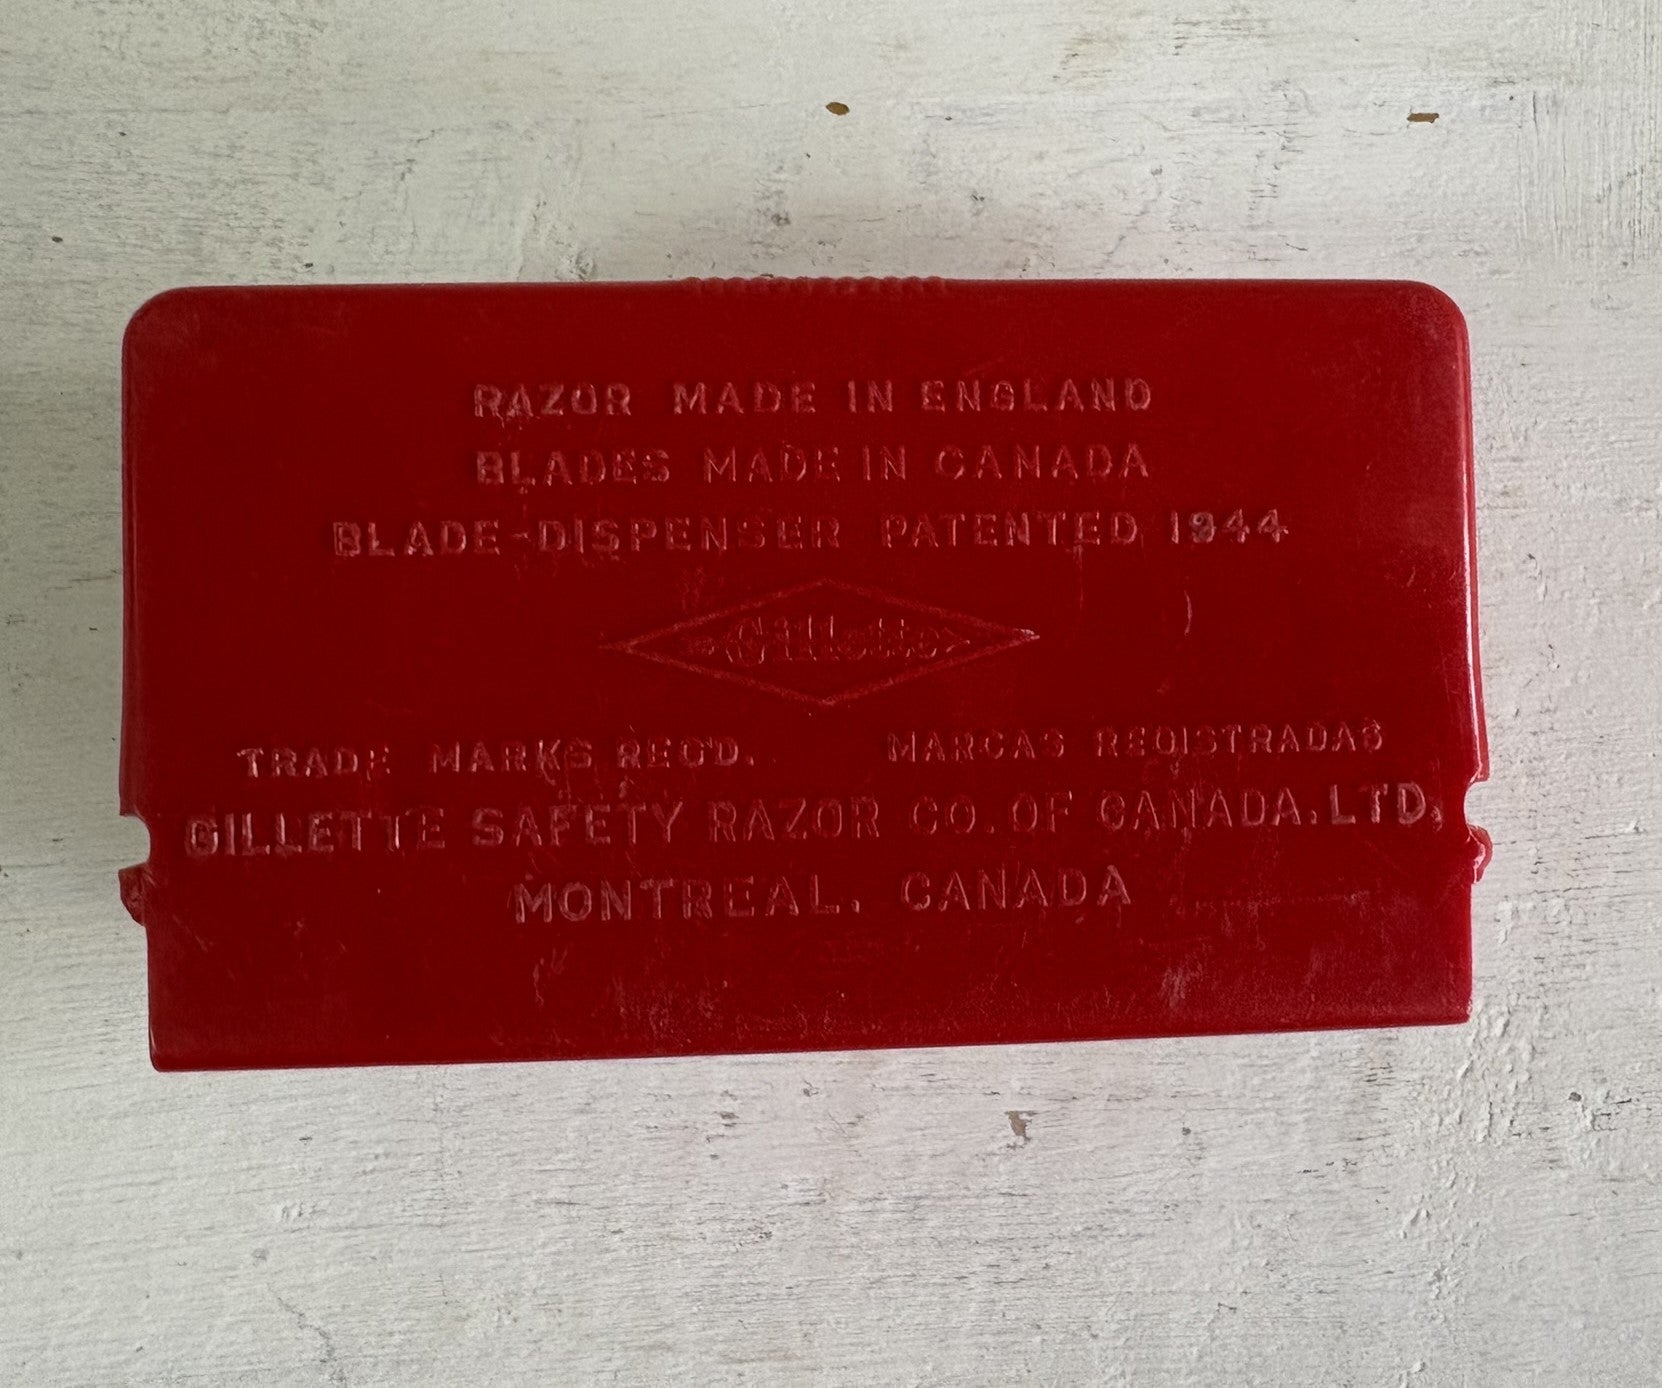 RAZOR MADE IN ENGLAND
BLADES MADE IN CANADA
BLADE-DISPENSER PATENTED 1944
Gillette
TRADE MARKS REG'D. MARCAS REGISTRADAS
GILLETTE SAFETY RAZOR CO. OF CANADA, LTD,
MONTREAL, CANADA